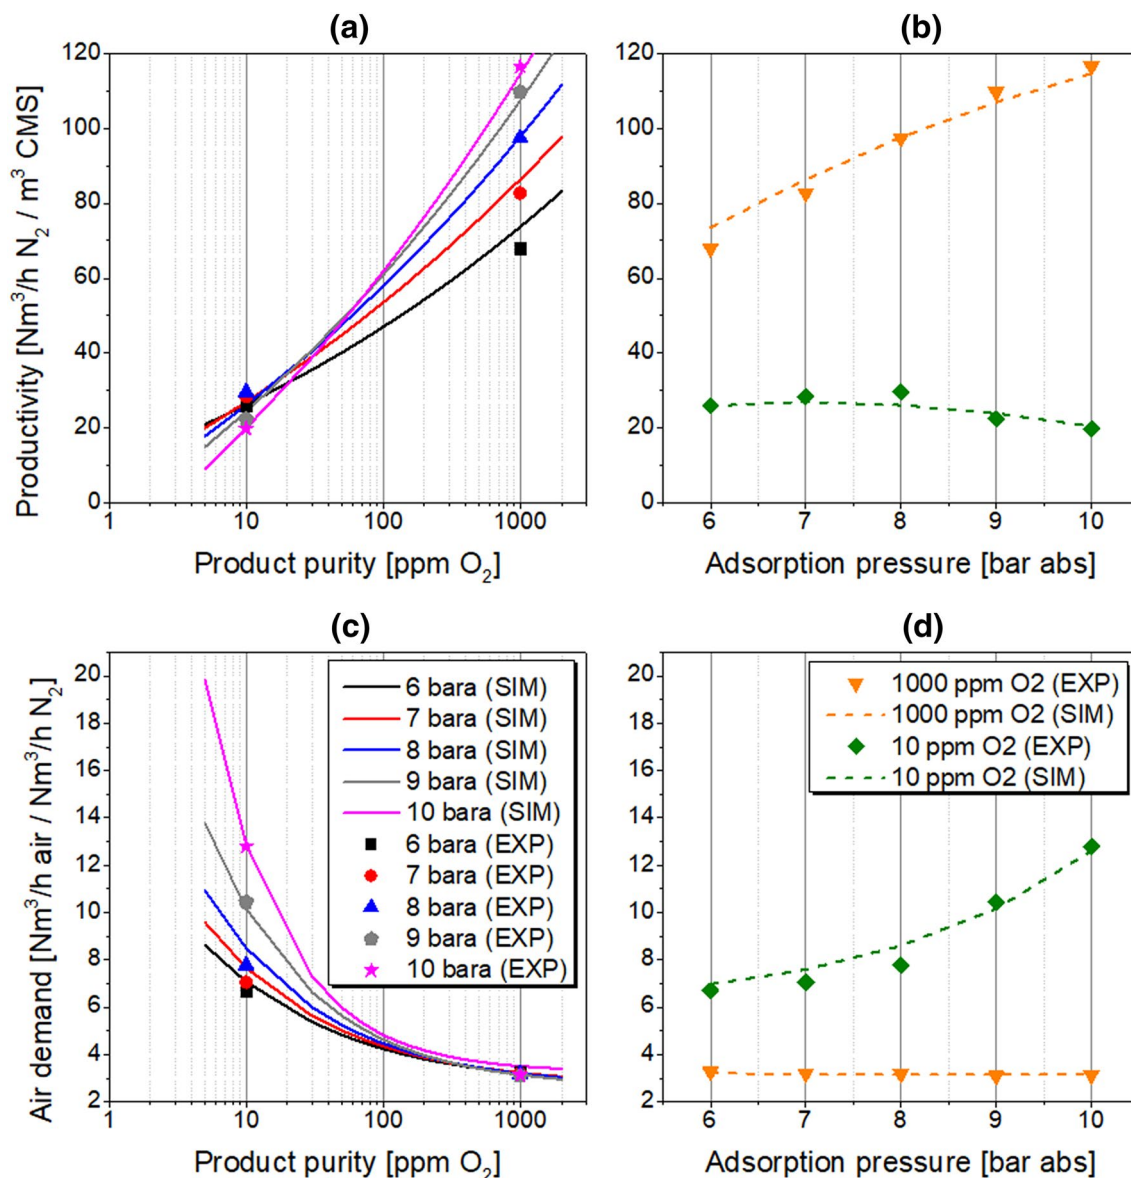 (a)
Productivity [Nm³/h N₂ / m³ CMS]
120
100
80
60
40
20
0
1
10
100
1000
Product purity [ppm O₂]
(b)
120
100
80
60
40
20
0
6
7
8
9
10
Adsorption pressure [bar abs]
(c)
Air demand [Nm³/h air / Nm³/h N₂]
20
18
16
14
12
10
8
6
4
2
6 bara (SIM)
7 bara (SIM)
8 bara (SIM)
9 bara (SIM)
10 bara (SIM)
6 bara (EXP)
7 bara (EXP)
8 bara (EXP)
9 bara (EXP)
10 bara (EXP)
1
10
100
1000
Product purity [ppm O₂]
(d)
20
18
16
14
12
10
8
6
4
2
1000 ppm O2 (EXP)
1000 ppm O2 (SIM)
10 ppm O2 (EXP)
10 ppm O2 (SIM)
6
7
8
9
10
Adsorption pressure [bar abs]